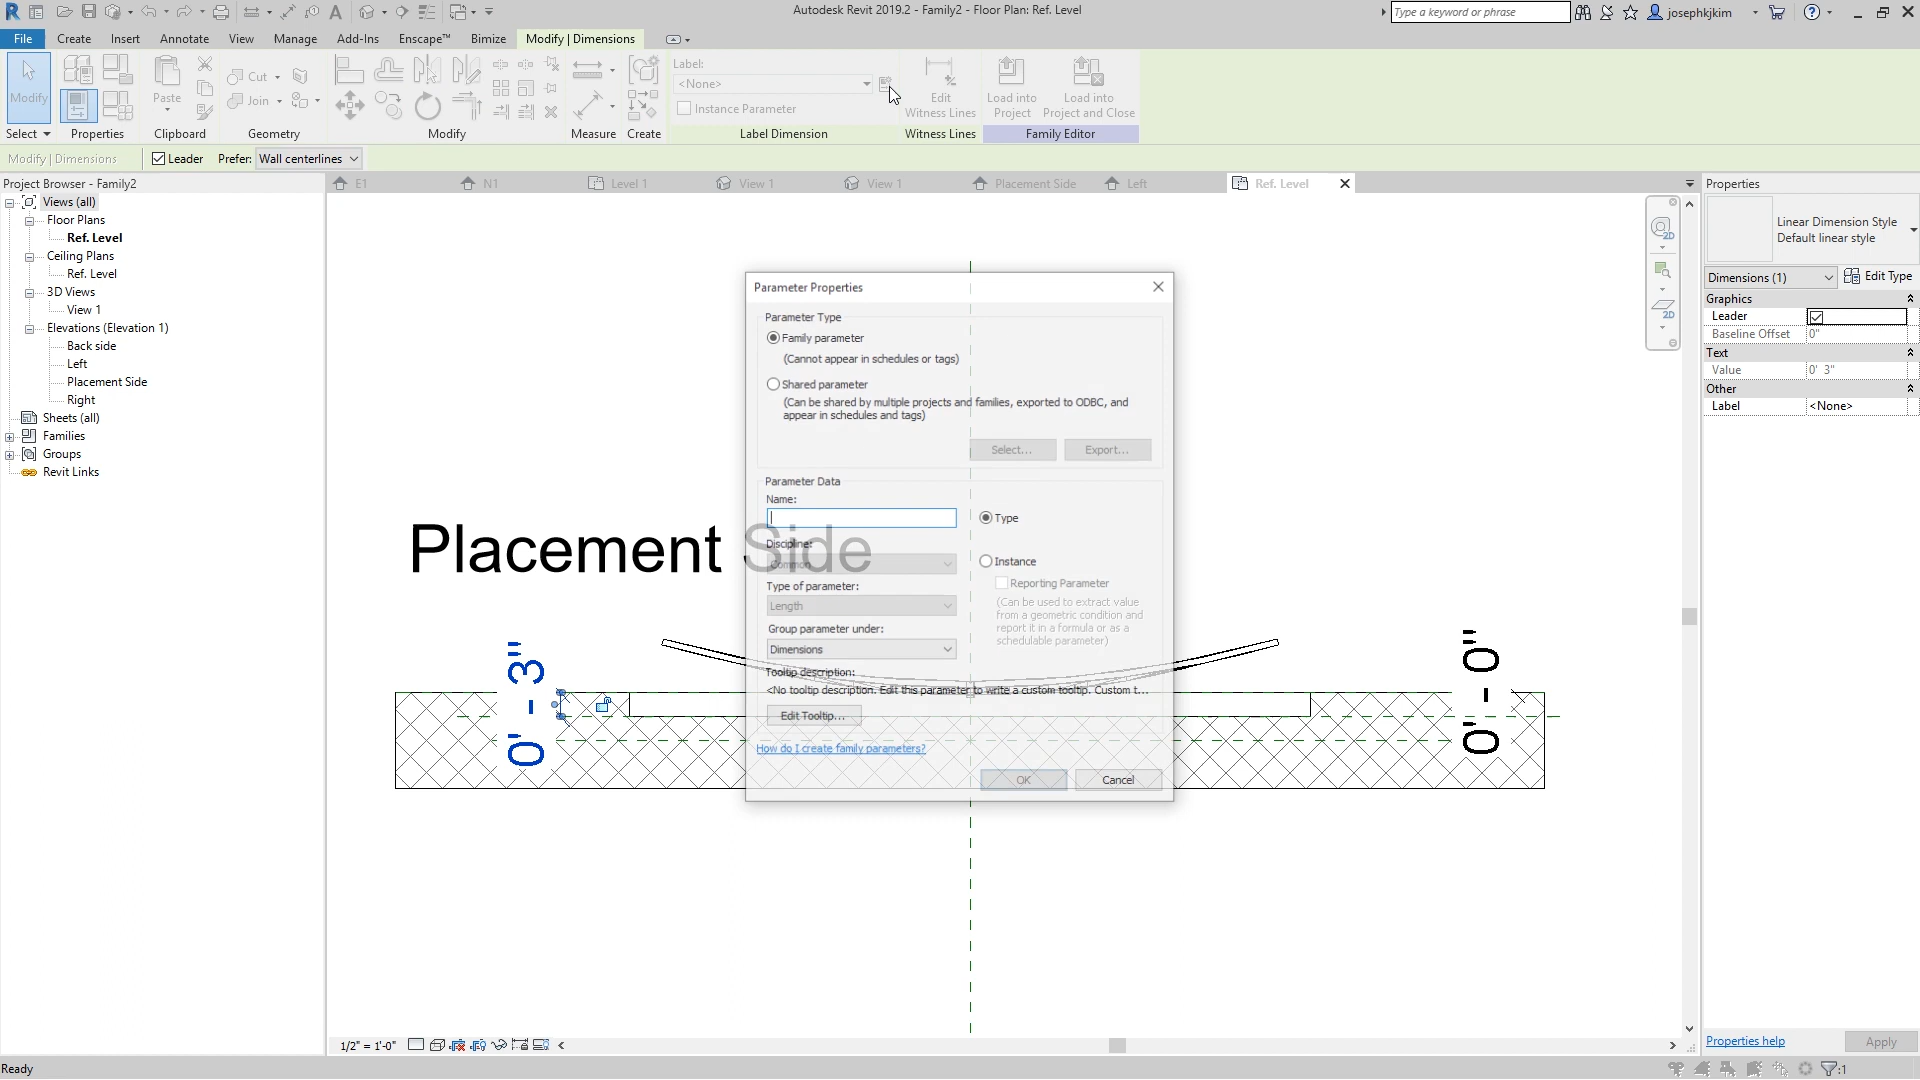 Autodesk Revit 2019.2 - Family2 - Floor Plan: Ref. Level
Type a keyword or phrase
josephkjkim
File
Create
Insert
Annotate
View
Manage
Add-Ins
Enscape™
Bimize
Modify | Dimensions
Modify
Paste
Cut
Join
Label:
<None>
Instance Parameter
Edit
Witness Lines
Load into
Project
Load into
Project and Close
Select
Properties
Clipboard
Geometry
Modify
Measure
Create
Label Dimension
Witness Lines
Family Editor
Modify | Dimensions
Leader
Prefer:
Wall centerlines
Project Browser - Family2
Views (all)
Floor Plans
Ref. Level
Ceiling Plans
Ref. Level
3D Views
View 1
Elevations (Elevation 1)
Back side
Left
Placement Side
Right
Sheets (all)
Families
Groups
Revit Links
E1
N1
Level 1
View 1
View 1
Placement Side
Left
Ref. Level
2D
2D
Placement Side
0' - 3"
0' - 0"
Parameter Properties
Parameter Type
Family parameter
(Cannot appear in schedules or tags)
Shared parameter
(Can be shared by multiple projects and families, exported to ODBC, and
appear in schedules and tags)
Select...
Export...
Parameter Data
Name:
Type
Discipline:
Common
Instance
Type of parameter:
Reporting Parameter
Length
(Can be used to extract value
from a geometric condition and
report it in a formula or as a
schedulable parameter)
Group parameter under:
Dimensions
Tooltip description:
<No tooltip description. Edit this parameter to write a custom tooltip. Custom t...
Edit Tooltip...
How do I create family parameters?
OK
Cancel
Properties
Linear Dimension Style
Default linear style
Dimensions (1)
Edit Type
Graphics
Leader
Baseline Offset
0"
Text
Value
0' 3"
Other
Label
<None>
Properties help
Apply
1/2" = 1'-0"
Ready
:1